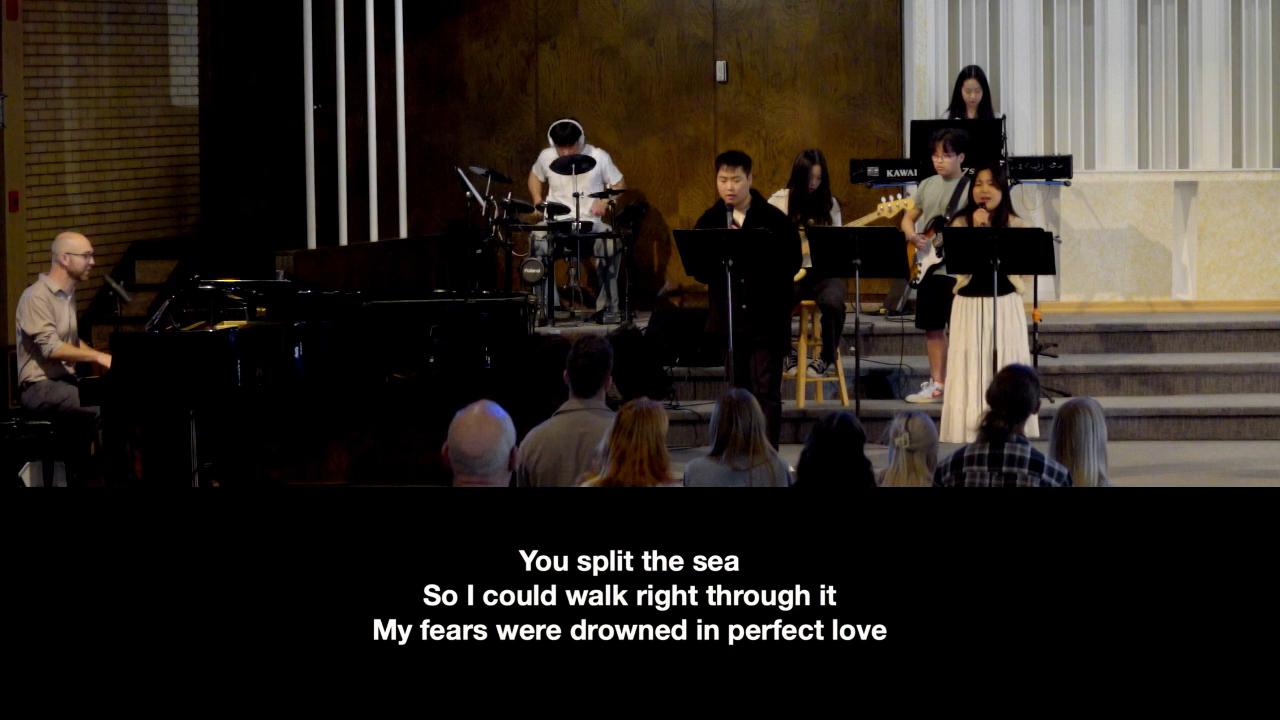 KAWAI
Roland
You split the sea
So I could walk right through it
My fears were drowned in perfect love